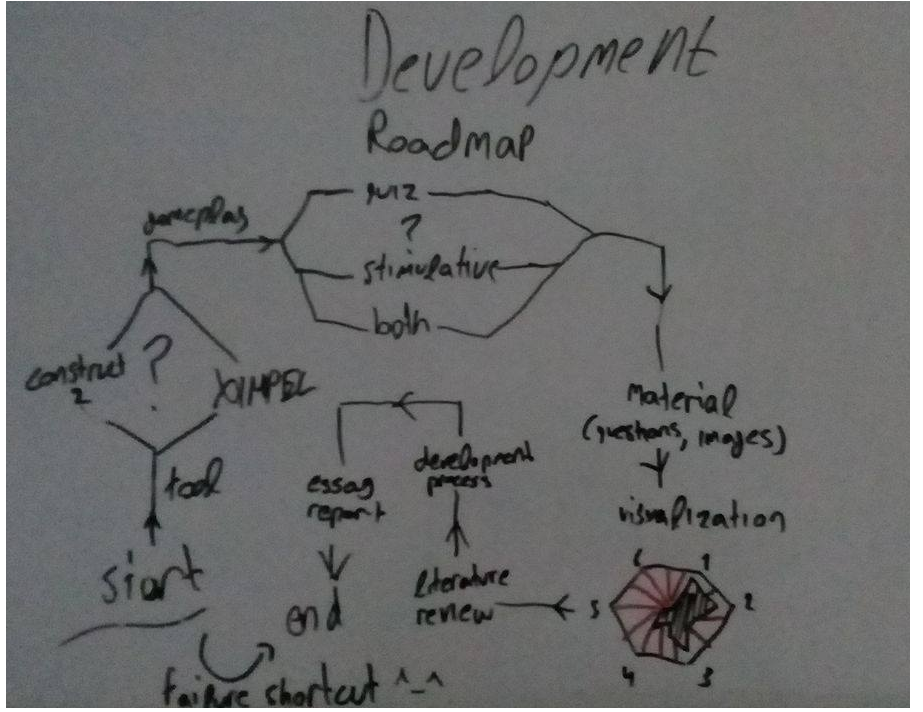 Development
Roadmap
gameplay
quiz
?
stimulative
both
construct
2
?
tool
start
Material
(questions, images)
visualization
6
1
5
2
4
3
literature
review
development
process
essay
report
end
failure shortcut ^_^